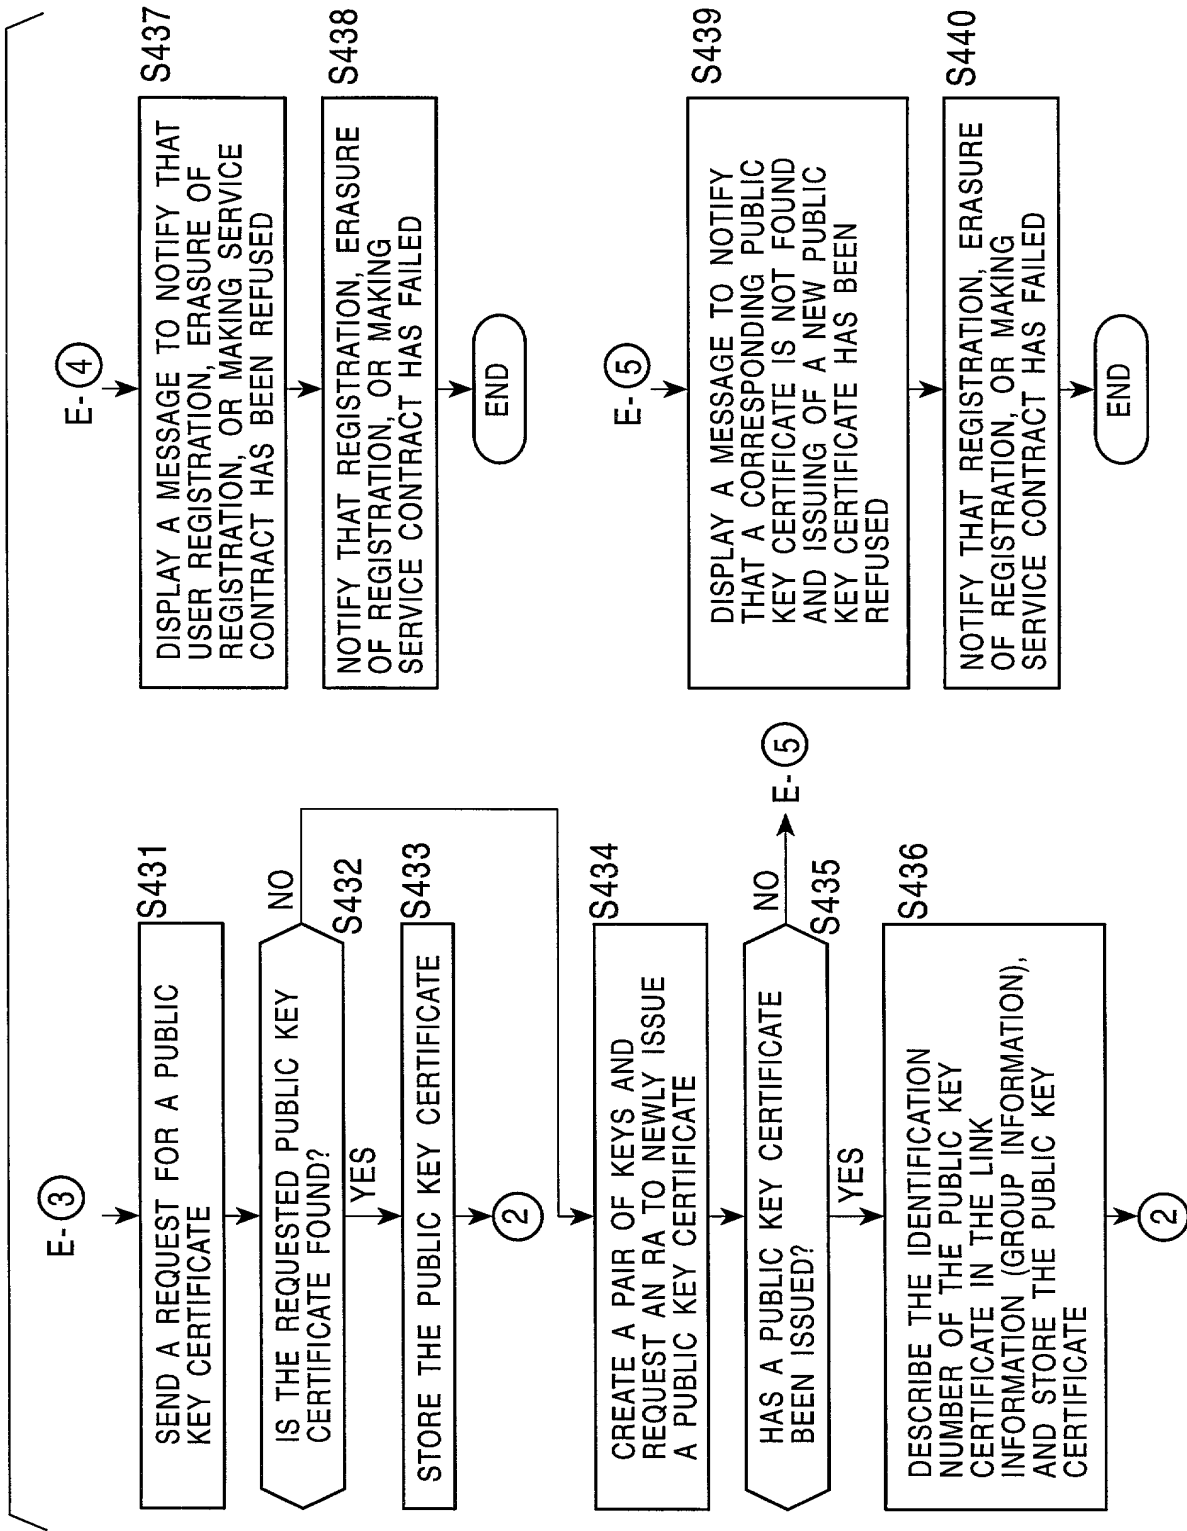 E-3
S431
SEND A REQUEST FOR A PUBLIC
KEY CERTIFICATE
IS THE REQUESTED PUBLIC KEY
CERTIFICATE FOUND?
NO
S432
YES
S433
STORE THE PUBLIC KEY CERTIFICATE
2
S434
CREATE A PAIR OF KEYS AND
REQUEST AN RA TO NEWLY ISSUE
A PUBLIC KEY CERTIFICATE
HAS A PUBLIC KEY CERTIFICATE
BEEN ISSUED?
NO
E-5
S435
YES
S436
DESCRIBE THE IDENTIFICATION
NUMBER OF THE PUBLIC KEY
CERTIFICATE IN THE LINK
INFORMATION (GROUP INFORMATION),
AND STORE THE PUBLIC KEY
CERTIFICATE
2
E-4
S437
DISPLAY A MESSAGE TO NOTIFY THAT
USER REGISTRATION, ERASURE OF
REGISTRATION, OR MAKING SERVICE
CONTRACT HAS BEEN REFUSED
S438
NOTIFY THAT REGISTRATION, ERASURE
OF REGISTRATION, OR MAKING
SERVICE CONTRACT HAS FAILED
END
E-5
S439
DISPLAY A MESSAGE TO NOTIFY
THAT A CORRESPONDING PUBLIC
KEY CERTIFICATE IS NOT FOUND
AND ISSUING OF A NEW PUBLIC
KEY CERTIFICATE HAS BEEN
REFUSED
S440
NOTIFY THAT REGISTRATION, ERASURE
OF REGISTRATION, OR MAKING
SERVICE CONTRACT HAS FAILED
END